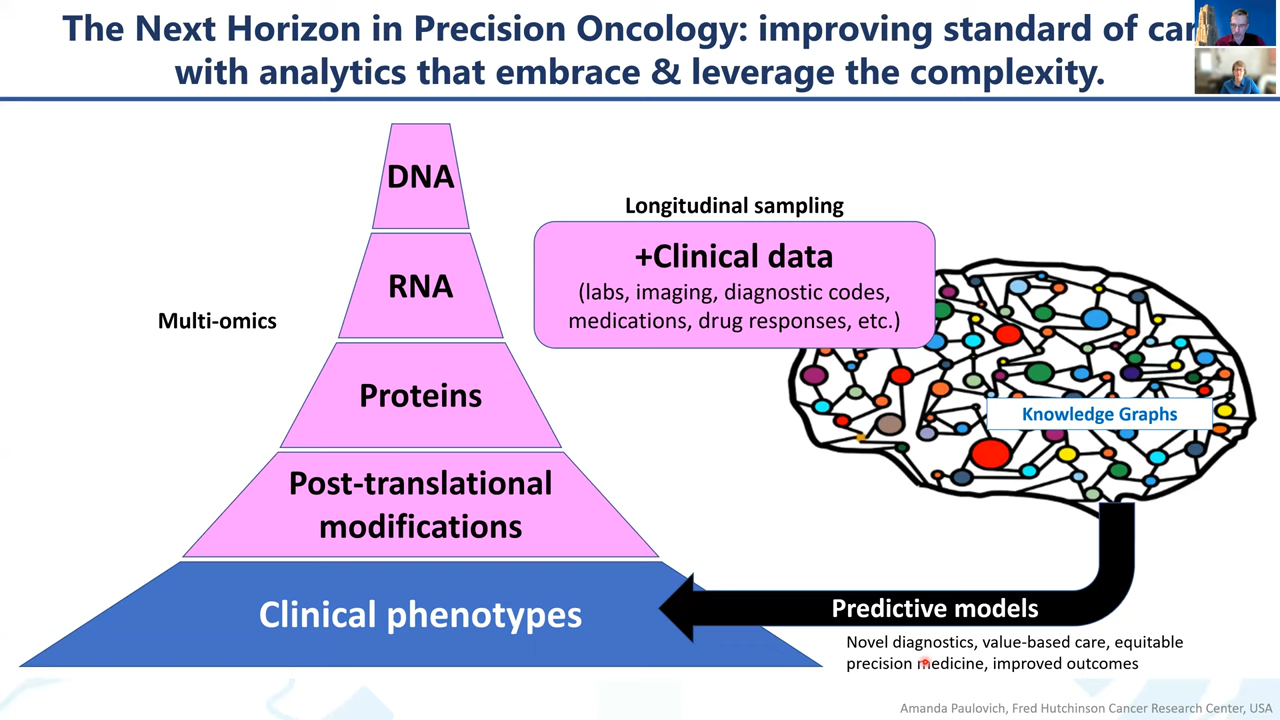 The Next Horizon in Precision Oncology: improving standard of car
with analytics that embrace & leverage the complexity.
DNA
RNA
Proteins
Post-translational
modifications
Clinical phenotypes
Multi-omics
Longitudinal sampling
+Clinical data
(labs, imaging, diagnostic codes,
medications, drug responses, etc.)
Knowledge Graphs
Predictive models
Novel diagnostics, value-based care, equitable
precision medicine, improved outcomes
Amanda Paulovich, Fred Hutchinson Cancer Research Center, USA